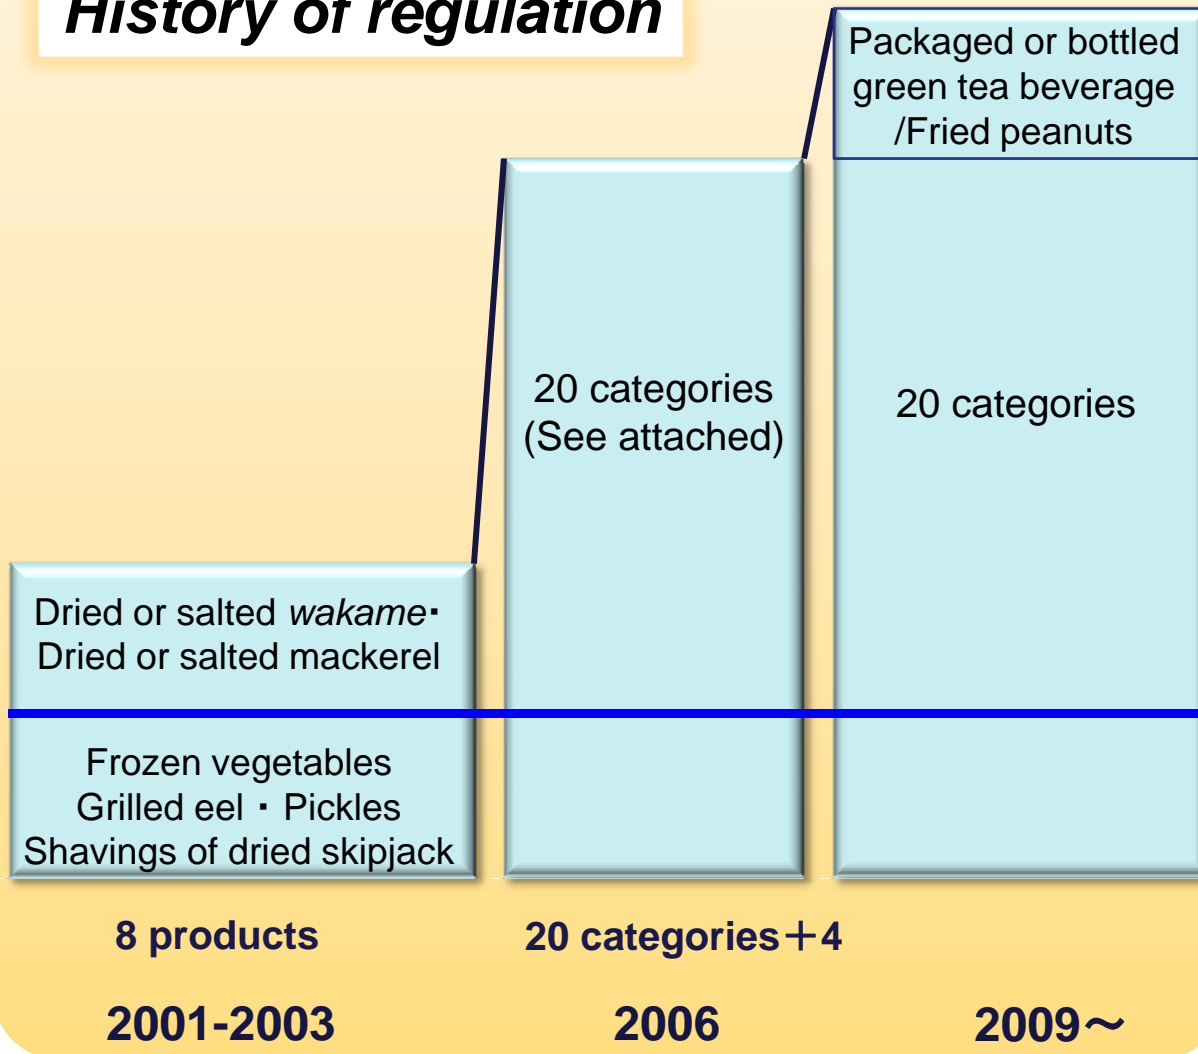 History of regulation
Packaged or bottled
green tea beverage
/Fried peanuts
20 categories
(See attached)
20 categories
Dried or salted wakame・
Dried or salted mackerel
Frozen vegetables
Grilled eel・Pickles
Shavings of dried skipjack
8 products
20 categories＋4
2001-2003
2006
2009～